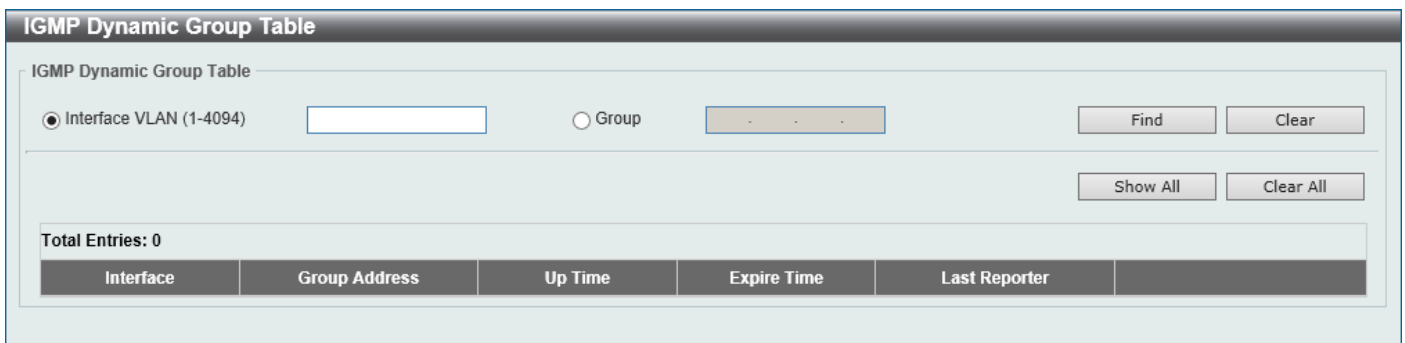 IGMP Dynamic Group Table
IGMP Dynamic Group Table
Interface VLAN (1-4094) Group . . . Find Clear
Show All Clear All
Total Entries: 0
Interface Group Address Up Time Expire Time Last Reporter